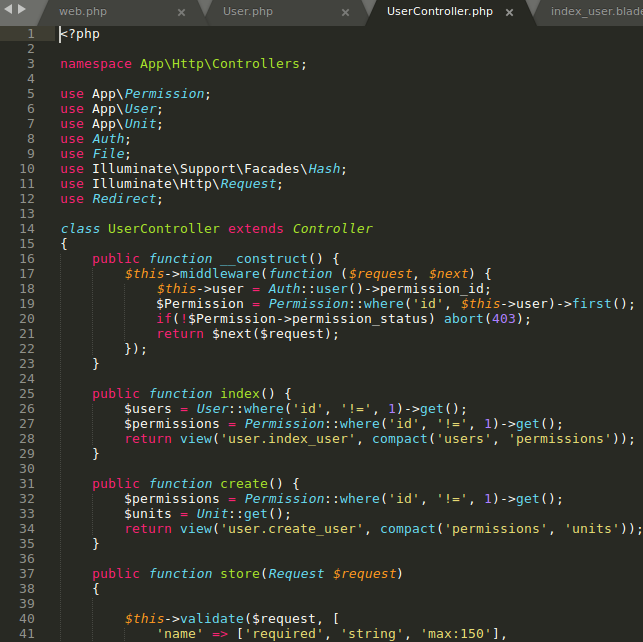 web.php × User.php × UserController.php × index_user.blade
1 <?php
2
3 namespace App\Http\Controllers;
4
5 use App\Permission;
6 use App\User;
7 use App\Unit;
8 use Auth;
9 use File;
10 use Illuminate\Support\Facades\Hash;
11 use Illuminate\Http\Request;
12 use Redirect;
13
14 class UserController extends Controller
15 {
16     public function __construct() {
17         $this->middleware(function ($request, $next) {
18             $this->user = Auth::user()->permission_id;
19             $Permission = Permission::where('id', $this->user)->first();
20             if(!$Permission->permission_status) abort(403);
21             return $next($request);
22         });
23     }
24
25     public function index() {
26         $users = User::where('id', '!=', 1)->get();
27         $permissions = Permission::where('id', '!=', 1)->get();
28         return view('user.index_user', compact('users', 'permissions'));
29     }
30
31     public function create() {
32         $permissions = Permission::where('id', '!=', 1)->get();
33         $units = Unit::get();
34         return view('user.create_user', compact('permissions', 'units'));
35     }
36
37     public function store(Request $request)
38     {
39
40         $this->validate($request, [
41             'name' => ['required', 'string', 'max:150'],